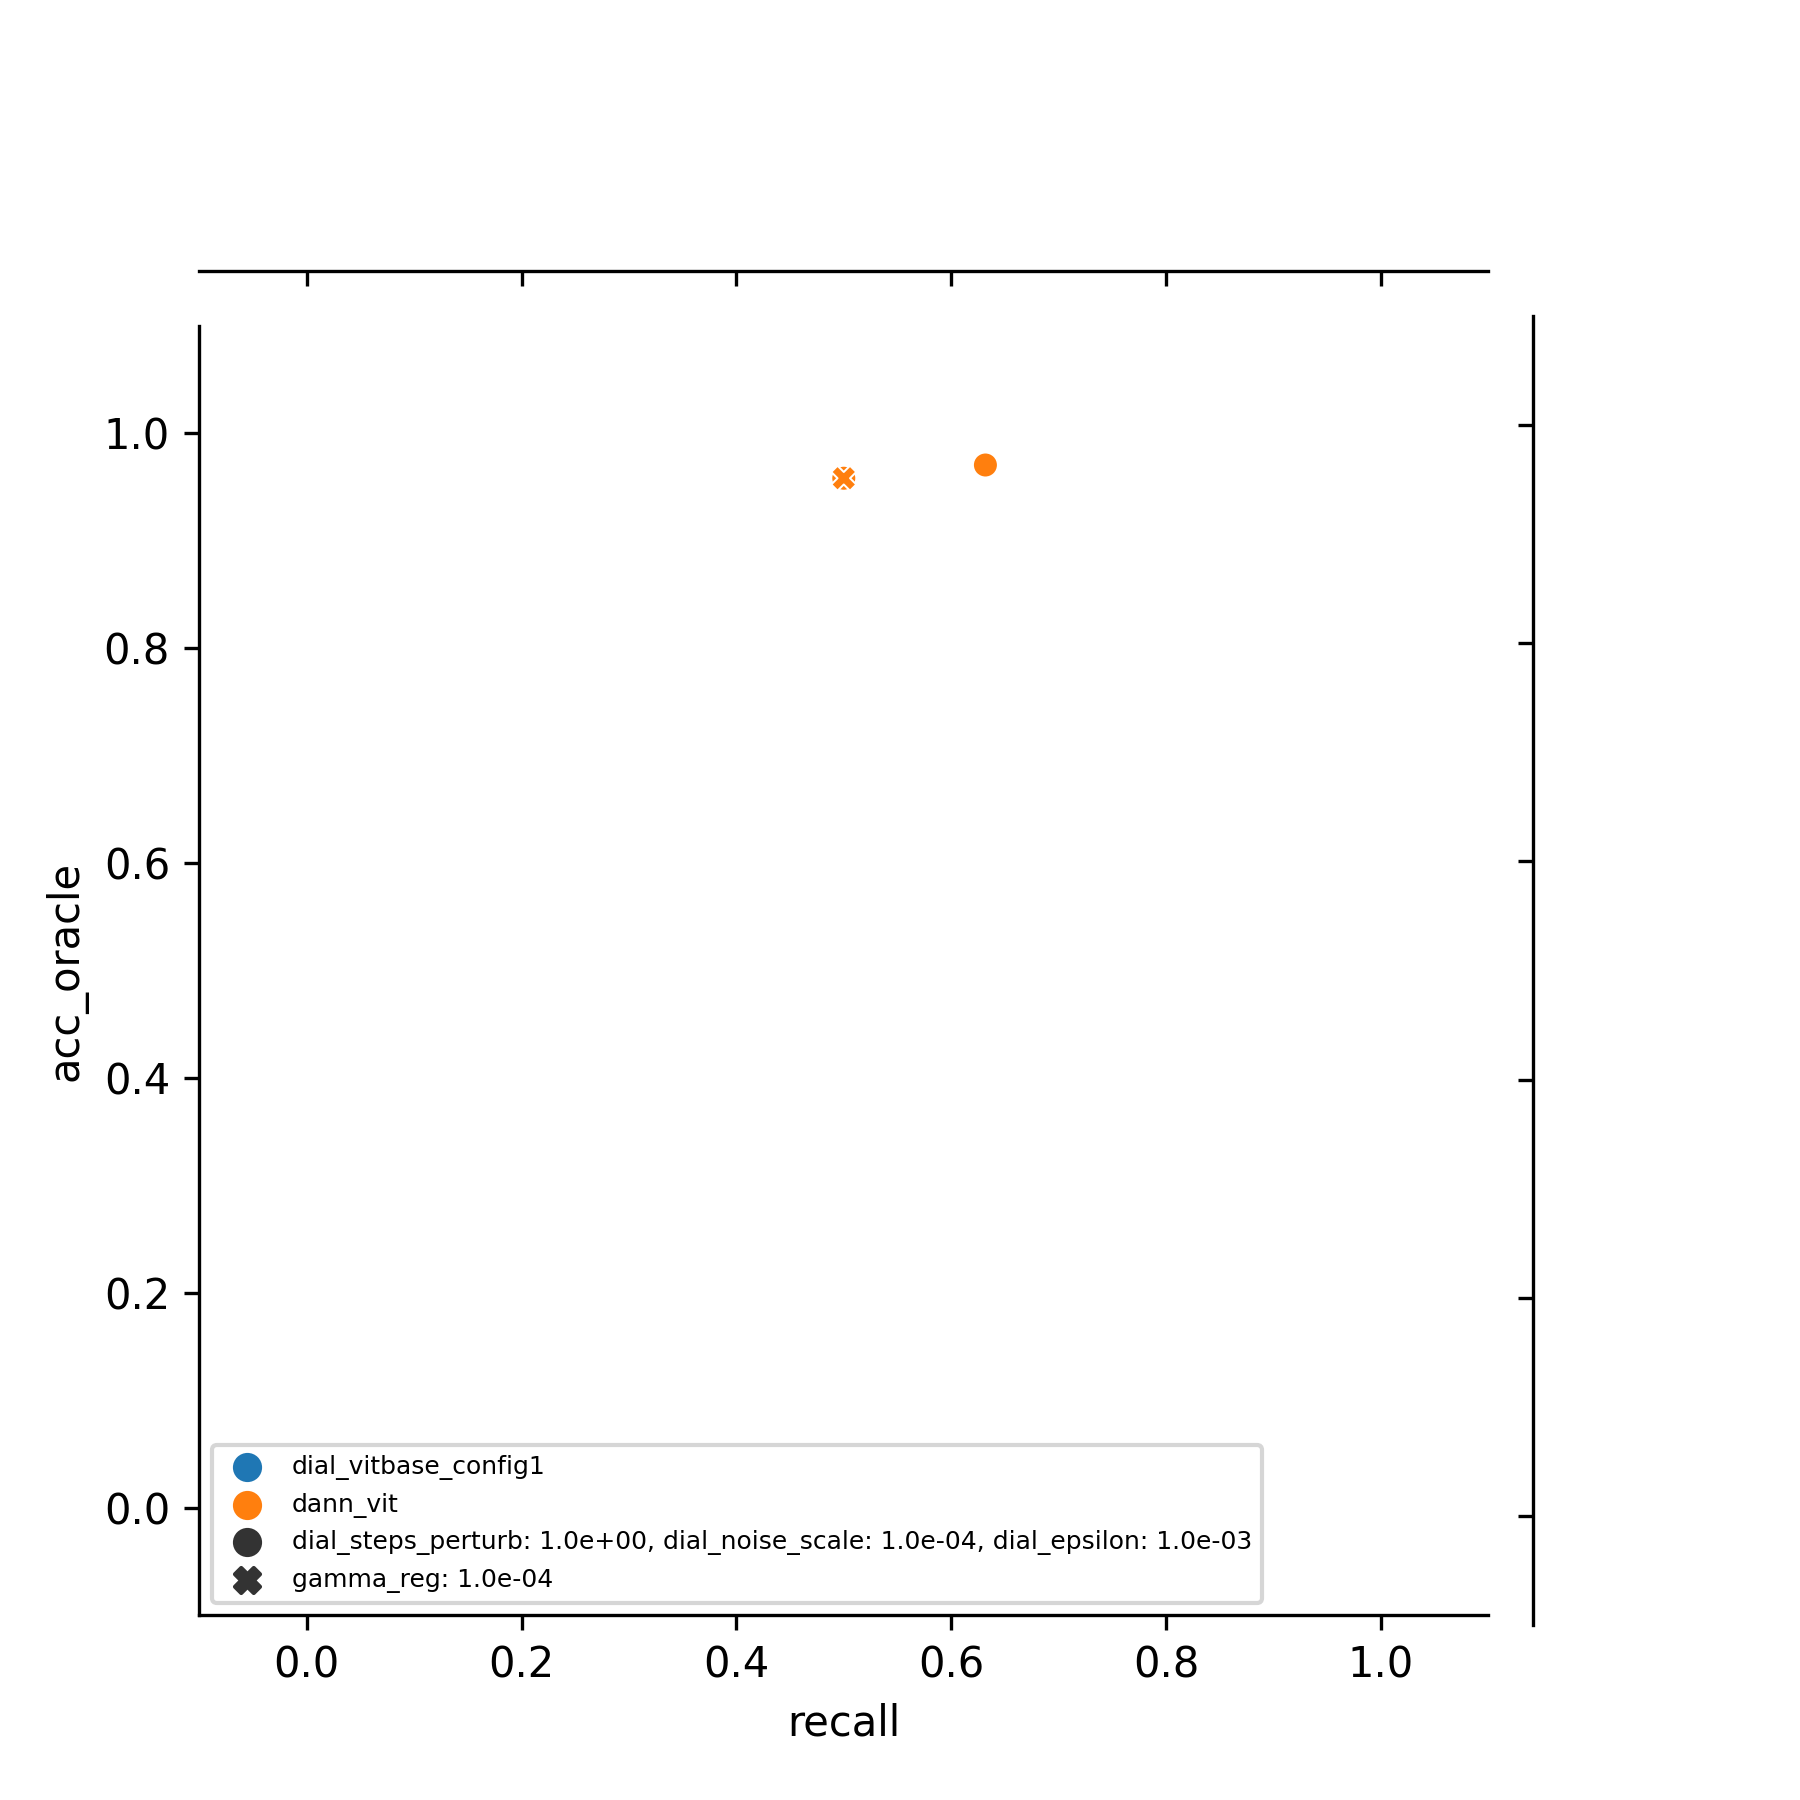 1.0
0.8
0.6
0.4
0.2
0.0
acc_oracle
dial_vitbase_config1
dann_vit
dial_steps_perturb: 1.0e+00, dial_noise_scale: 1.0e-04, dial_epsilon: 1.0e-03
gamma_reg: 1.0e-04
0.0 0.2 0.4 0.6 0.8 1.0
recall